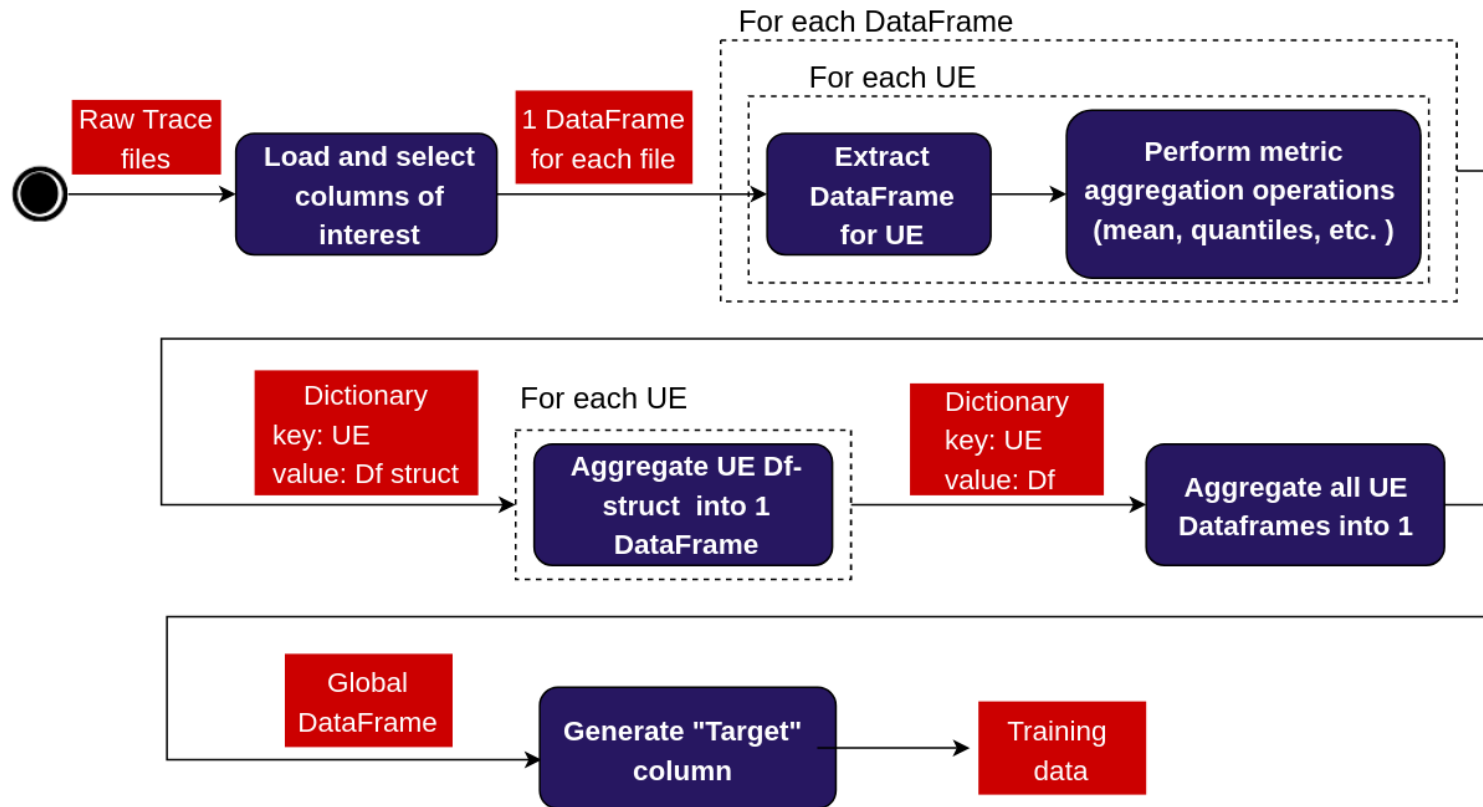 For each DataFrame
For each UE
Raw Trace
files
Load and select
columns of
interest
1 DataFrame
for each file
Extract
DataFrame
for UE
Perform metric
aggregation operations
(mean, quantiles, etc. )
Dictionary
key: UE
value: Df struct
For each UE
Aggregate UE Df-
struct into 1
DataFrame
Dictionary
key: UE
value: Df
Aggregate all UE
Dataframes into 1
Global
DataFrame
Generate "Target"
column
Training
data